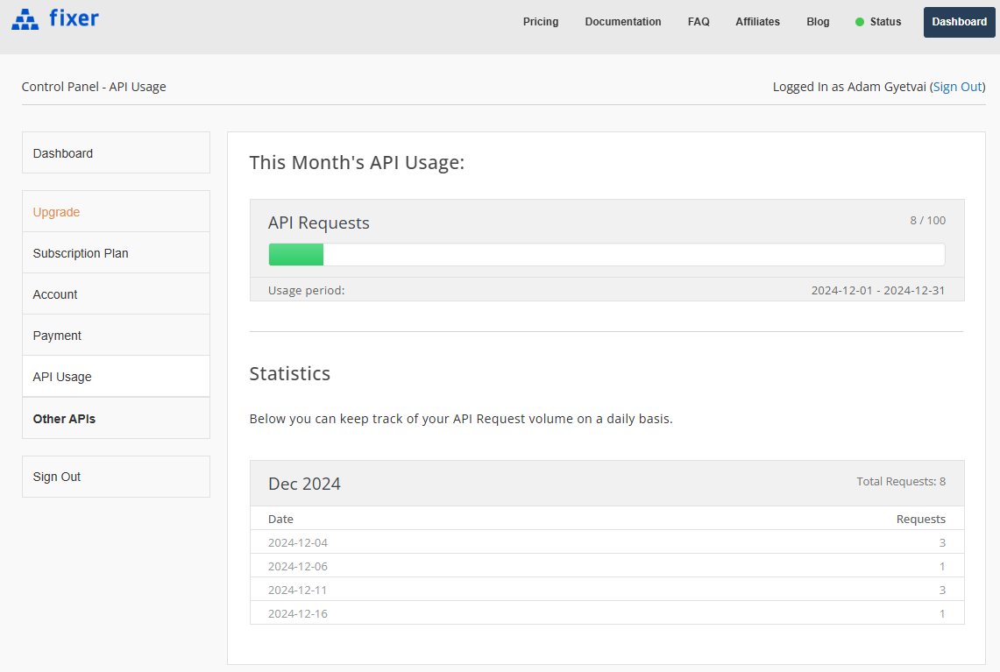 fixer
Pricing Documentation FAQ Affiliates Blog Status Dashboard
Control Panel - API Usage
Logged In as Adam Gyetvai (Sign Out)
Dashboard
Upgrade
Subscription Plan
Account
Payment
API Usage
Other APIs
Sign Out
This Month's API Usage:
API Requests 8 / 100
Usage period: 2024-12-01 - 2024-12-31
Statistics
Below you can keep track of your API Request volume on a daily basis.
Dec 2024 Total Requests: 8
Date Requests
2024-12-04 3
2024-12-06 1
2024-12-11 3
2024-12-16 1